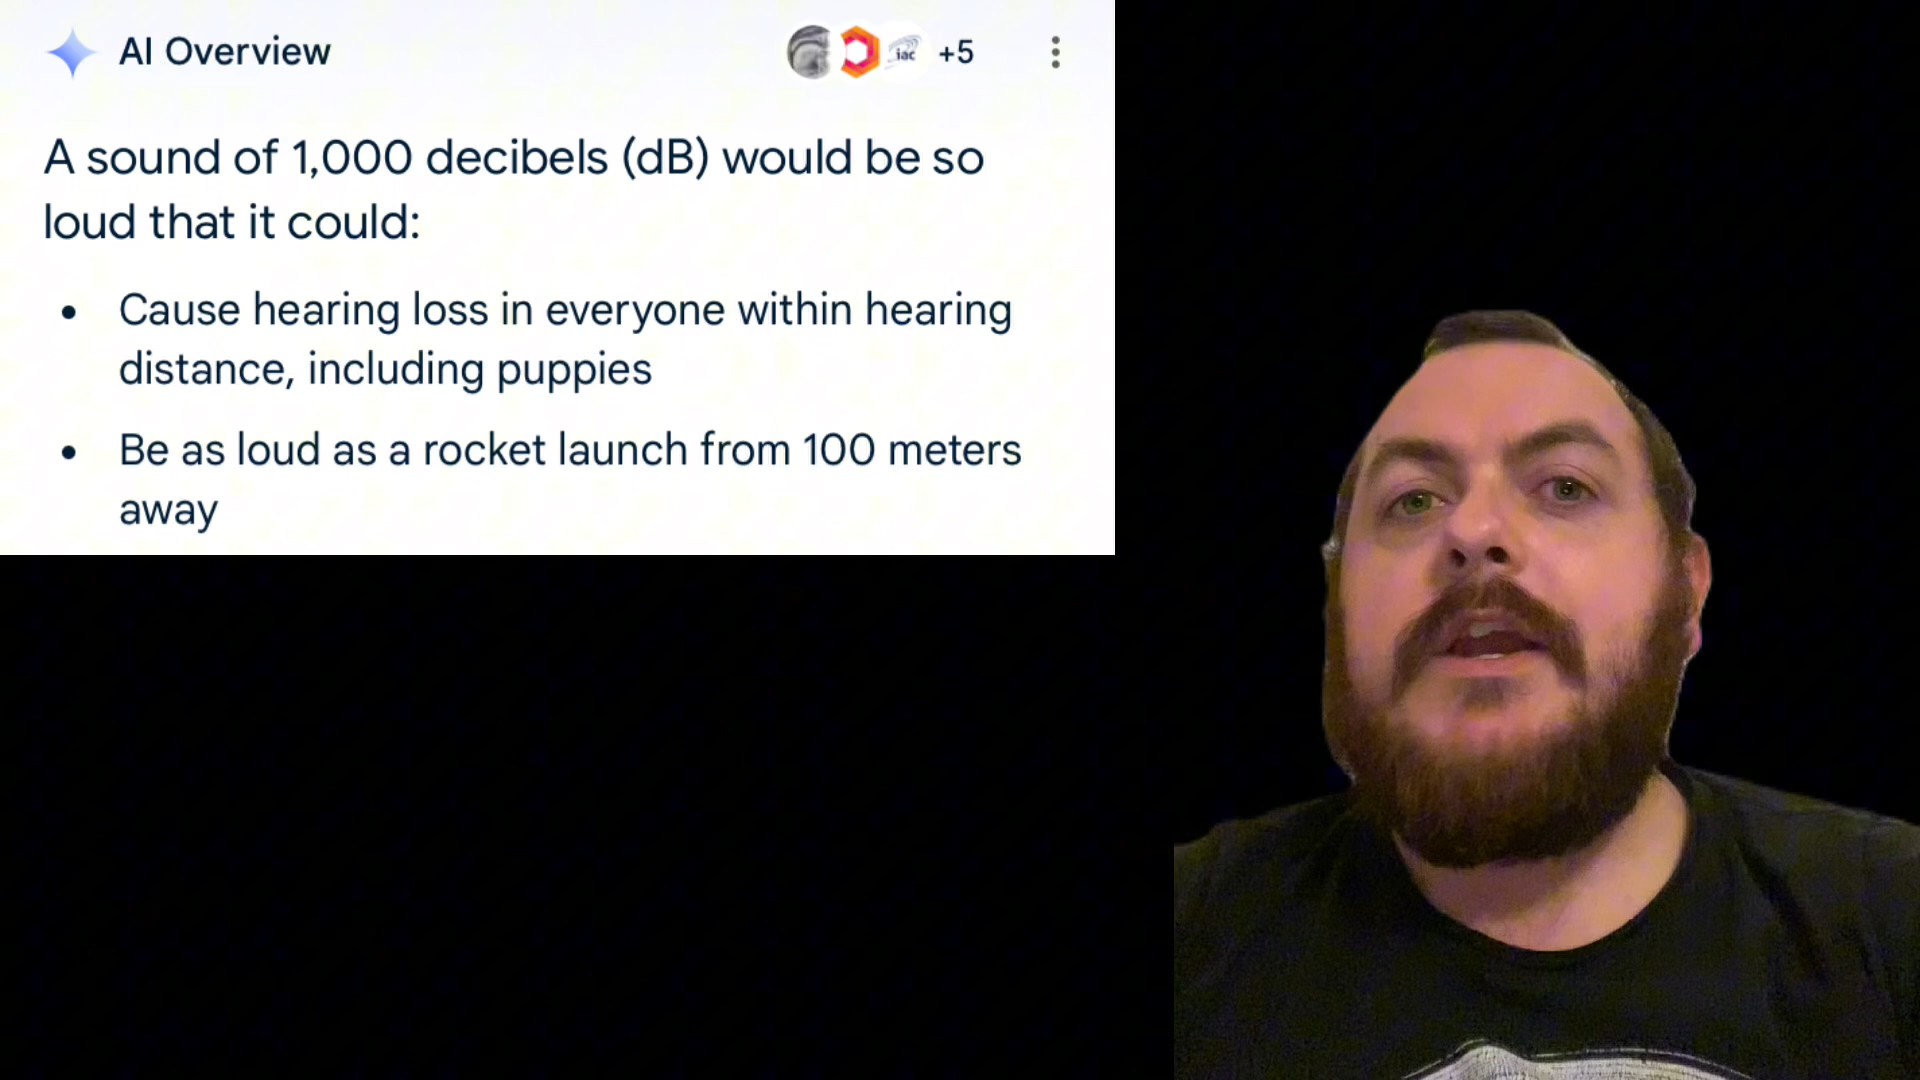 AI Overview
iac
+5
A sound of 1,000 decibels (dB) would be so
loud that it could:
• Cause hearing loss in everyone within hearing
distance, including puppies
• Be as loud as a rocket launch from 100 meters
away